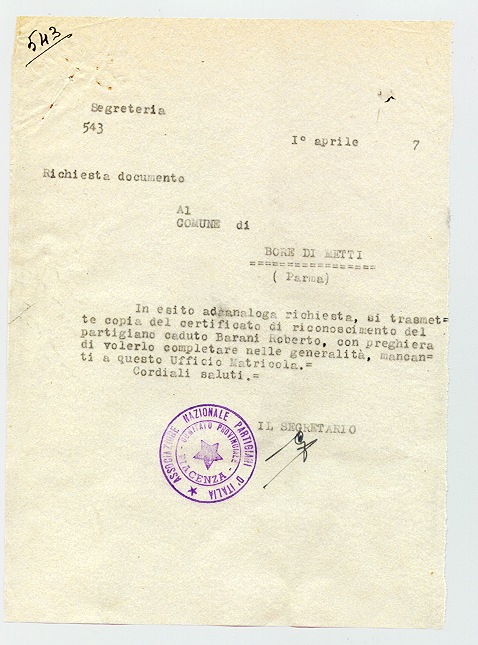 543
Segreteria
543
I° aprile 7
Richiesta documento
Al
COMUNE di
BORE DI METTI
==================
( Parma)
In esito ad analoga richiesta, si trasmet=
te copia del certificato di riconoscimento del
partigiano caduto Barani Roberto, con preghiera
di volerlo completare nelle generalità, mancan=
ti a questo Ufficio Matricola.=
Cordiali saluti.=
IL SEGRETARIO
ASSOCIAZIONE NAZIONALE PARTIGIANI D'ITALIA
COMITATO PROVINCIALE
PIACENZA